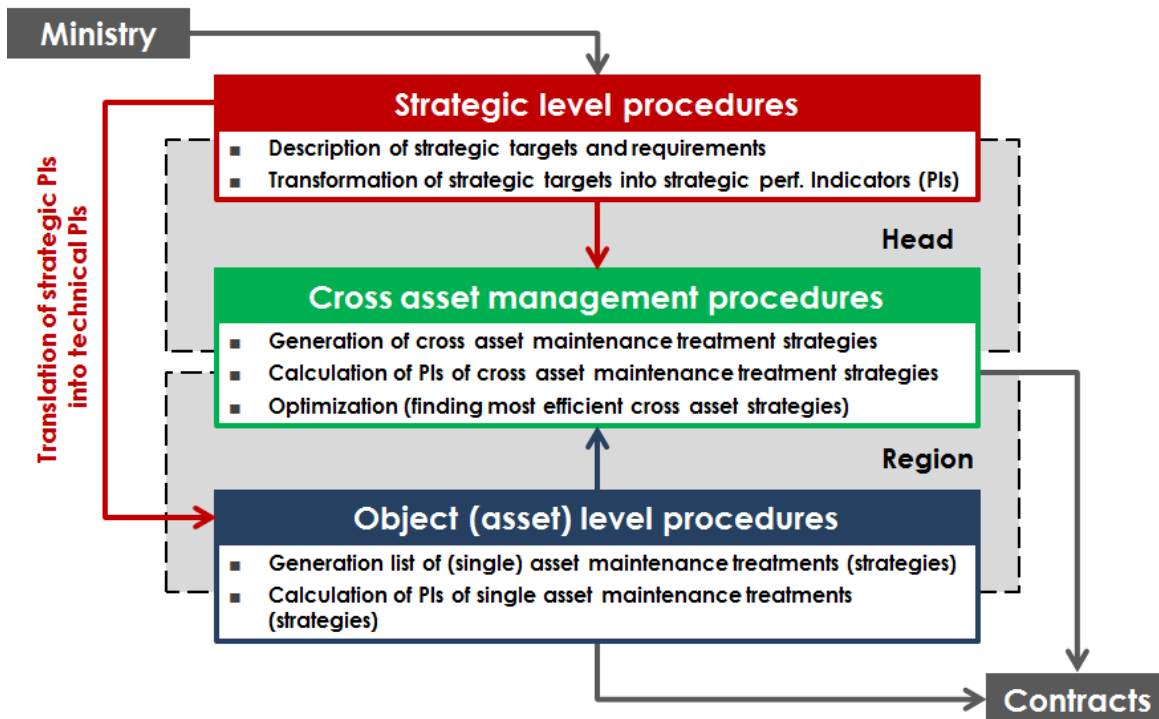 Ministry
Strategic level procedures
▪ Description of strategic targets and requirements
▪ Transformation of strategic targets into strategic perf. Indicators (PIs)
Translation of strategic PIs
into technical PIs
Head
Cross asset management procedures
▪ Generation of cross asset maintenance treatment strategies
▪ Calculation of PIs of cross asset maintenance treatment strategies
▪ Optimization (finding most efficient cross asset strategies)
Region
Object (asset) level procedures
▪ Generation list of (single) asset maintenance treatments (strategies)
▪ Calculation of PIs of single asset maintenance treatments
(strategies)
Contracts